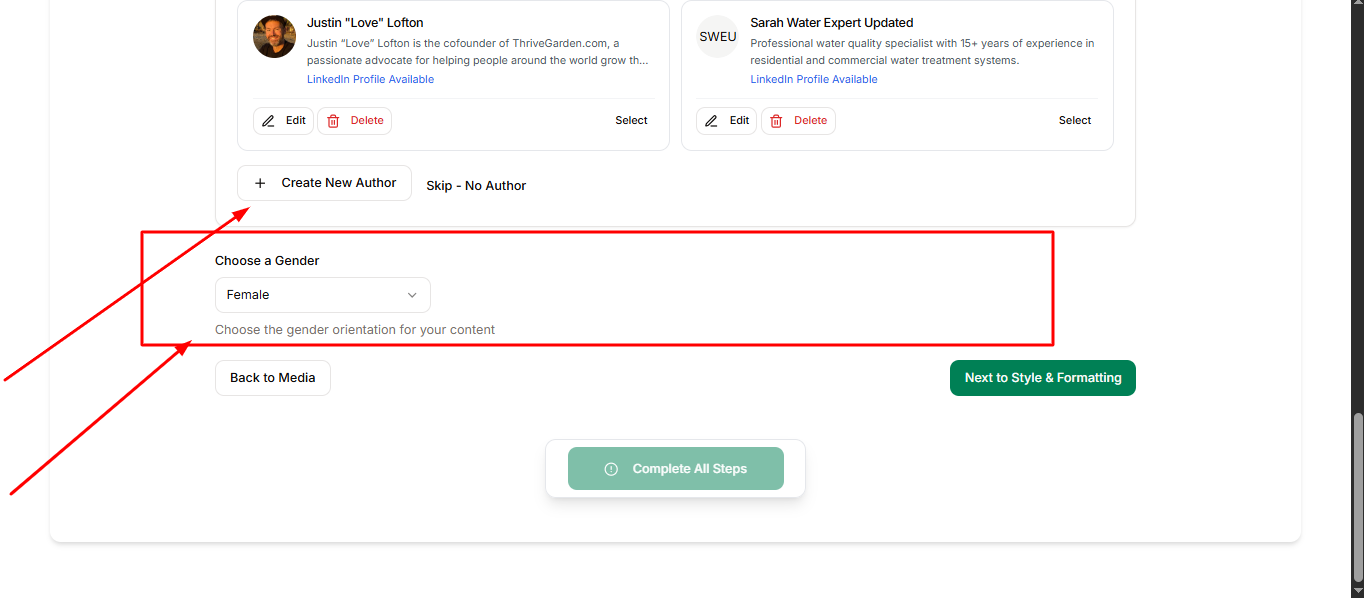 Justin "Love" Lofton
Justin “Love” Lofton is the cofounder of ThriveGarden.com, a
passionate advocate for helping people around the world grow th...
LinkedIn Profile Available
Edit
Delete
Select
SWEU
Sarah Water Expert Updated
Professional water quality specialist with 15+ years of experience in
residential and commercial water treatment systems.
LinkedIn Profile Available
Edit
Delete
Select
Create New Author
Skip - No Author
Choose a Gender
Female
Choose the gender orientation for your content
Back to Media
Next to Style & Formatting
Complete All Steps